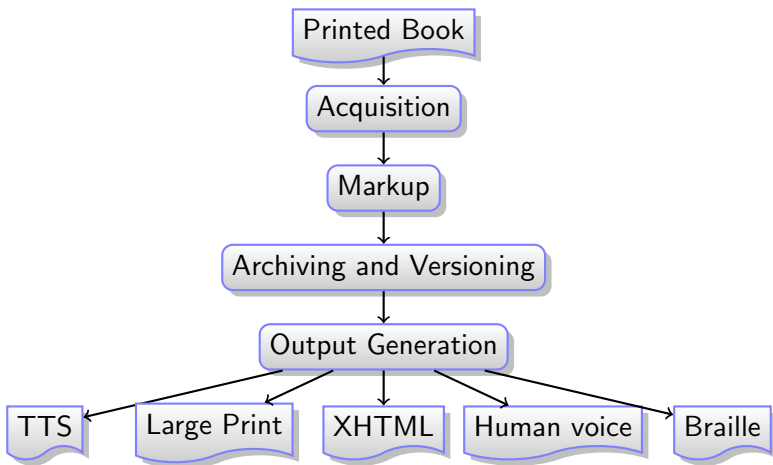 Printed Book
Acquisition
Markup
Archiving and Versioning
Output Generation
TTS
Large Print
XHTML
Human voice
Braille